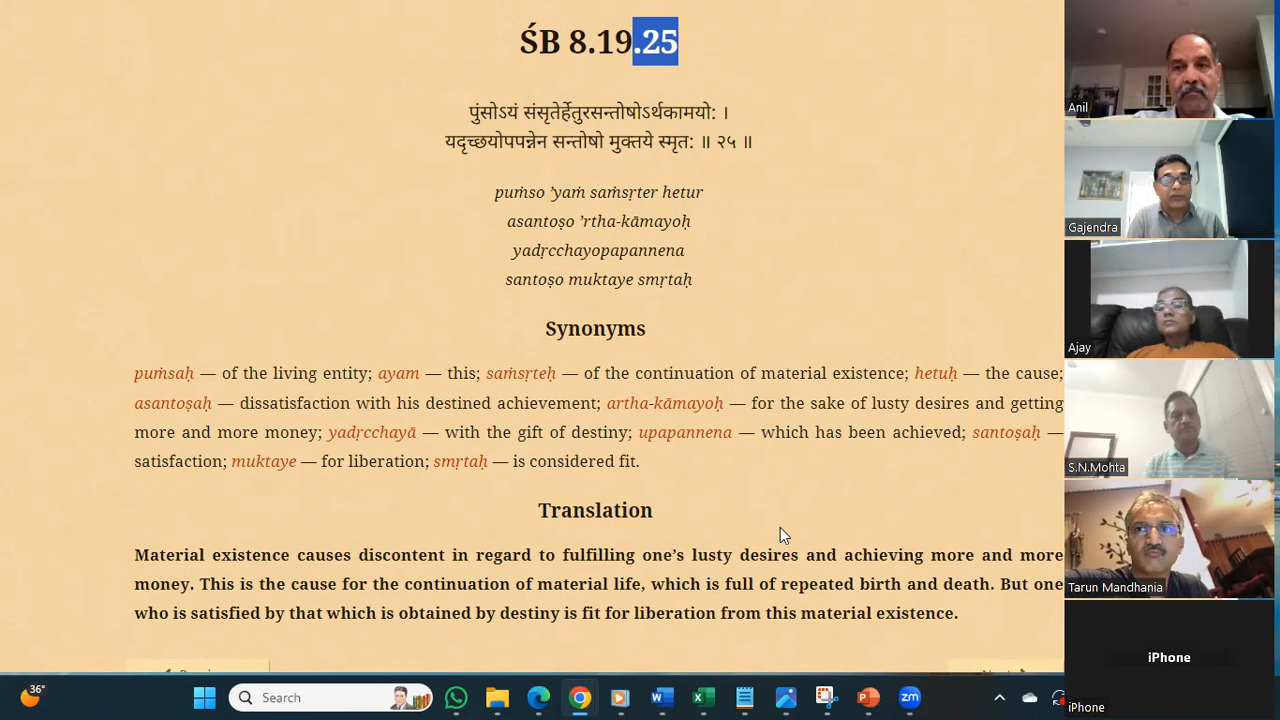 ŚB 8.19.25
पुंसोऽयं संसृतेर्हेतुरसन्तोषोऽर्थकामयो: ।
यदृच्छयोपपन्नेन सन्तोषो मुक्तये स्मृत: ॥ २५ ॥
puṁso ’yaṁ saṁsṛter hetur
asantoṣo ’rtha-kāmayoḥ
yadṛcchayopapannena
santoṣo muktaye smṛtaḥ
Synonyms
puṁsaḥ — of the living entity; ayam — this; saṁsṛteḥ — of the continuation of material existence; hetuḥ — the cause;
asantoṣaḥ — dissatisfaction with his destined achievement; artha-kāmayoḥ — for the sake of lusty desires and getting
more and more money; yadṛcchayā — with the gift of destiny; upapannena — which has been achieved; santoṣaḥ —
satisfaction; muktaye — for liberation; smṛtaḥ — is considered fit.
Translation
Material existence causes discontent in regard to fulfilling one’s lusty desires and achieving more and more
money. This is the cause for the continuation of material life, which is full of repeated birth and death. But one
who is satisfied by that which is obtained by destiny is fit for liberation from this material existence.
Anil
Gajendra
Ajay
S.N.Mohta
Tarun Mandhania
iPhone
iPhone
36°
Search
zm